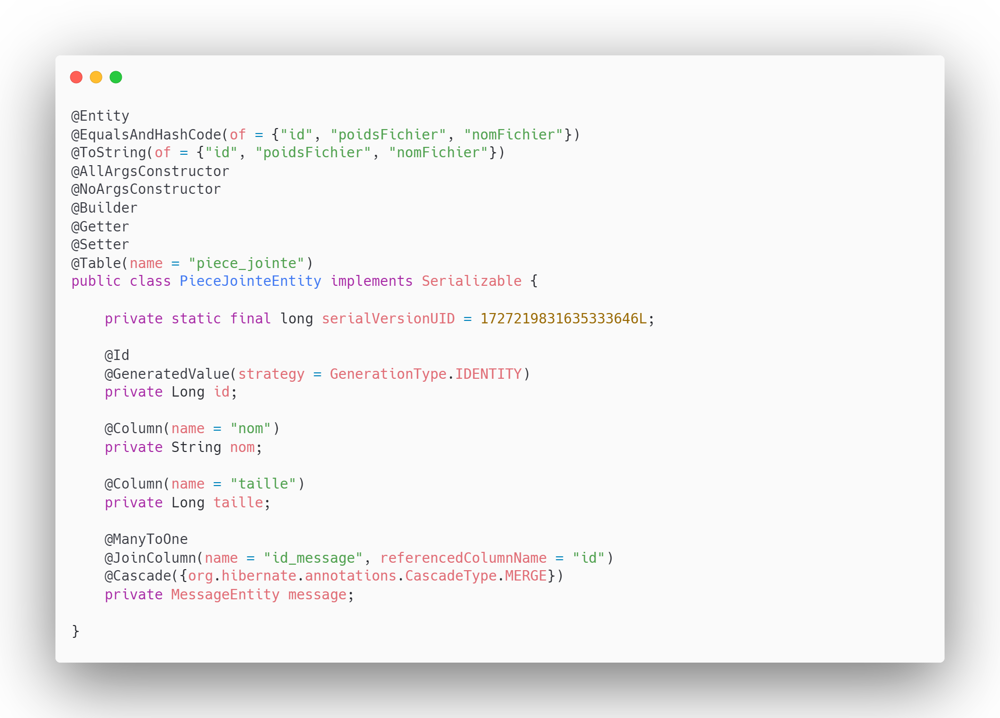 @Entity
@EqualsAndHashCode(of = {"id", "poidsFichier", "nomFichier"})
@ToString(of = {"id", "poidsFichier", "nomFichier"})
@AllArgsConstructor
@NoArgsConstructor
@Builder
@Getter
@Setter
@Table(name = "piece_jointe")
public class PieceJointeEntity implements Serializable {
    private static final long serialVersionUID = 1727219831635333646L;
    @Id
    @GeneratedValue(strategy = GenerationType.IDENTITY)
    private Long id;
    @Column(name = "nom")
    private String nom;
    @Column(name = "taille")
    private Long taille;
    @ManyToOne
    @JoinColumn(name = "id_message", referencedColumnName = "id")
    @Cascade({org.hibernate.annotations.CascadeType.MERGE})
    private MessageEntity message;
}